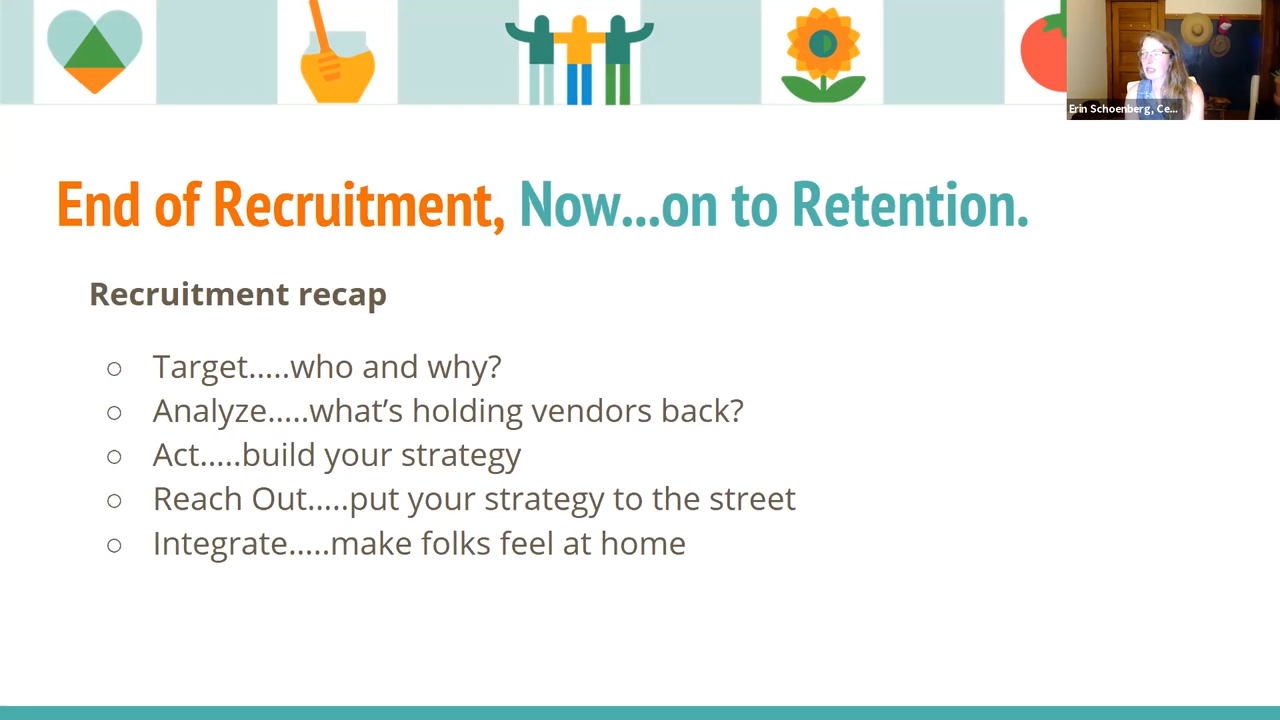 Erin Schoenberg, Ce...
End of Recruitment, Now...on to Retention.
Recruitment recap
○ Target.....who and why?
○ Analyze.....what's holding vendors back?
○ Act.....build your strategy
○ Reach Out.....put your strategy to the street
○ Integrate.....make folks feel at home